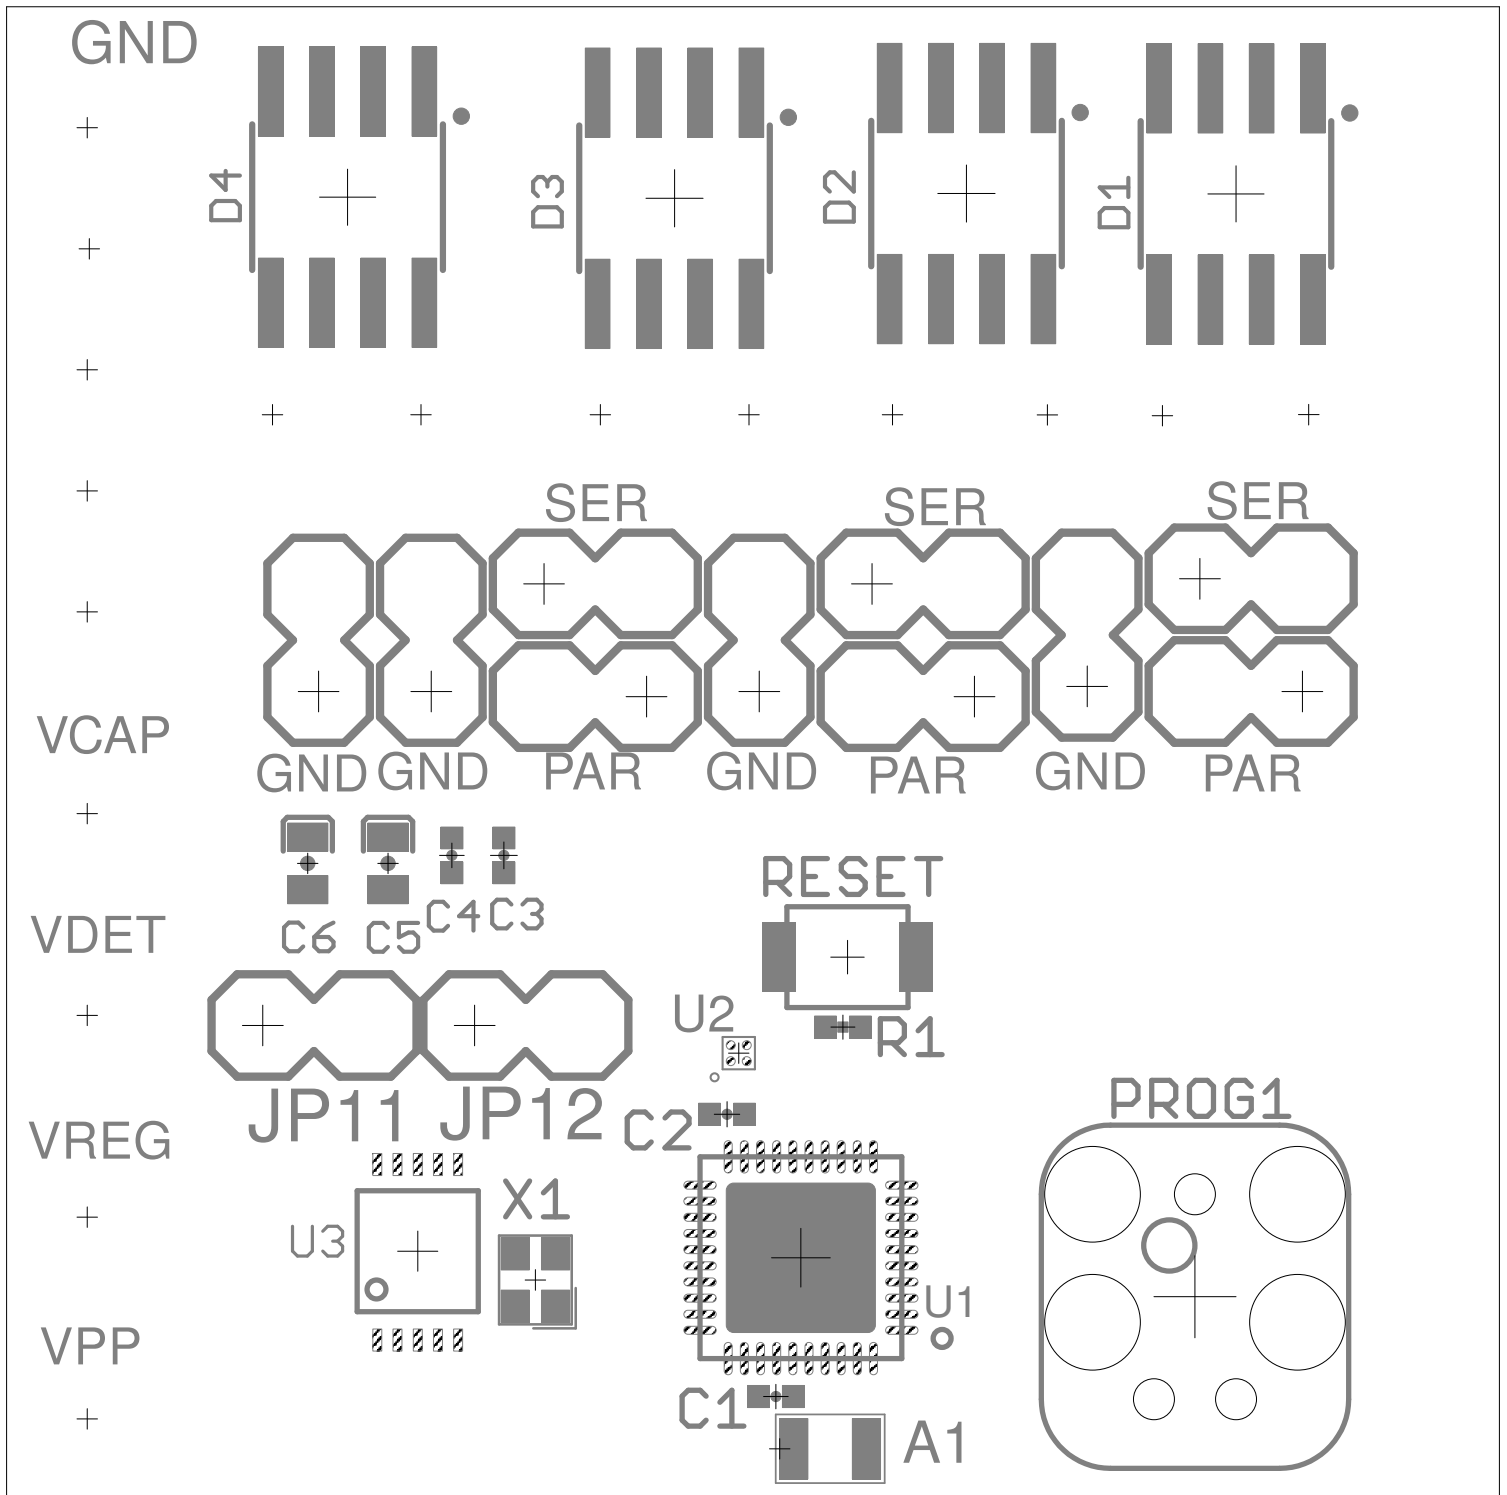 GND
D4
D3
D2
D1
SER
SER
SER
VCAP
GND
GND
PAR
GND
PAR
GND
PAR
RESET
C6
C5
C4
C3
VDET
U2
R1
JP11
JP12
C2
PROG1
VREG
X1
U3
U1
VPP
C1
A1